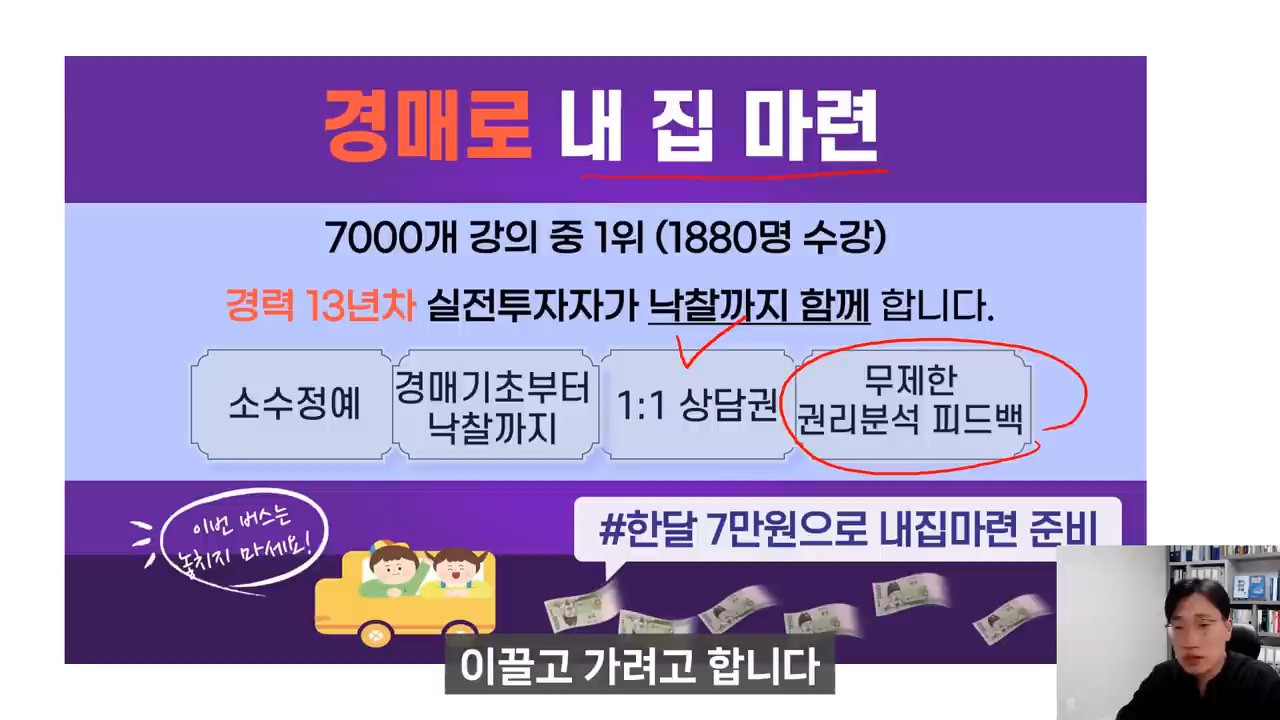 경매로 내 집 마련
7000개 강의 중 1위 (1880명 수강)
경력 13년차 실전투자자가 낙찰까지 함께 합니다.
소수정예
경매기초부터
낙찰까지
1:1 상담권
무제한
권리분석 피드백
이번 버스는
놓치지 마세요!
#한달 7만원으로 내집마련 준비
이끌고 가려고 합니다